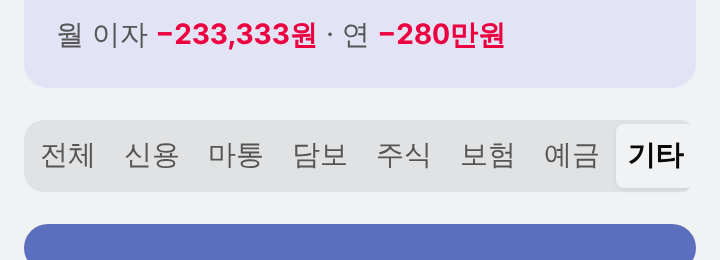 월 이자 −233,333원 · 연 −280만원
전체 신용 마통 담보 주식 보험 예금 기타